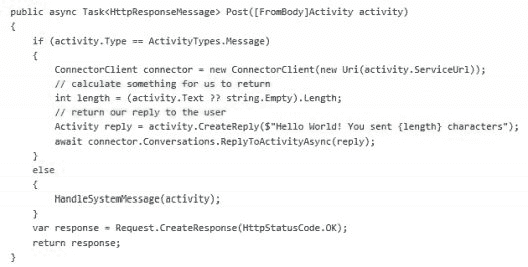 public async Task<HttpResponseMessage> Post([FromBody]Activity activity)
{
    if (activity.Type == ActivityTypes.Message)
    {
        ConnectorClient connector = new ConnectorClient(new Uri(activity.ServiceUrl));
        // calculate something for us to return
        int length = (activity.Text ?? string.Empty).Length;
        // return our reply to the user
        Activity reply = activity.CreateReply($"Hello World! You sent {length} characters");
        await connector.Conversations.ReplyToActivityAsync(reply);
    }
    else
    {
        HandleSystemMessage(activity);
    }
    var response = Request.CreateResponse(HttpStatusCode.OK);
    return response;
}